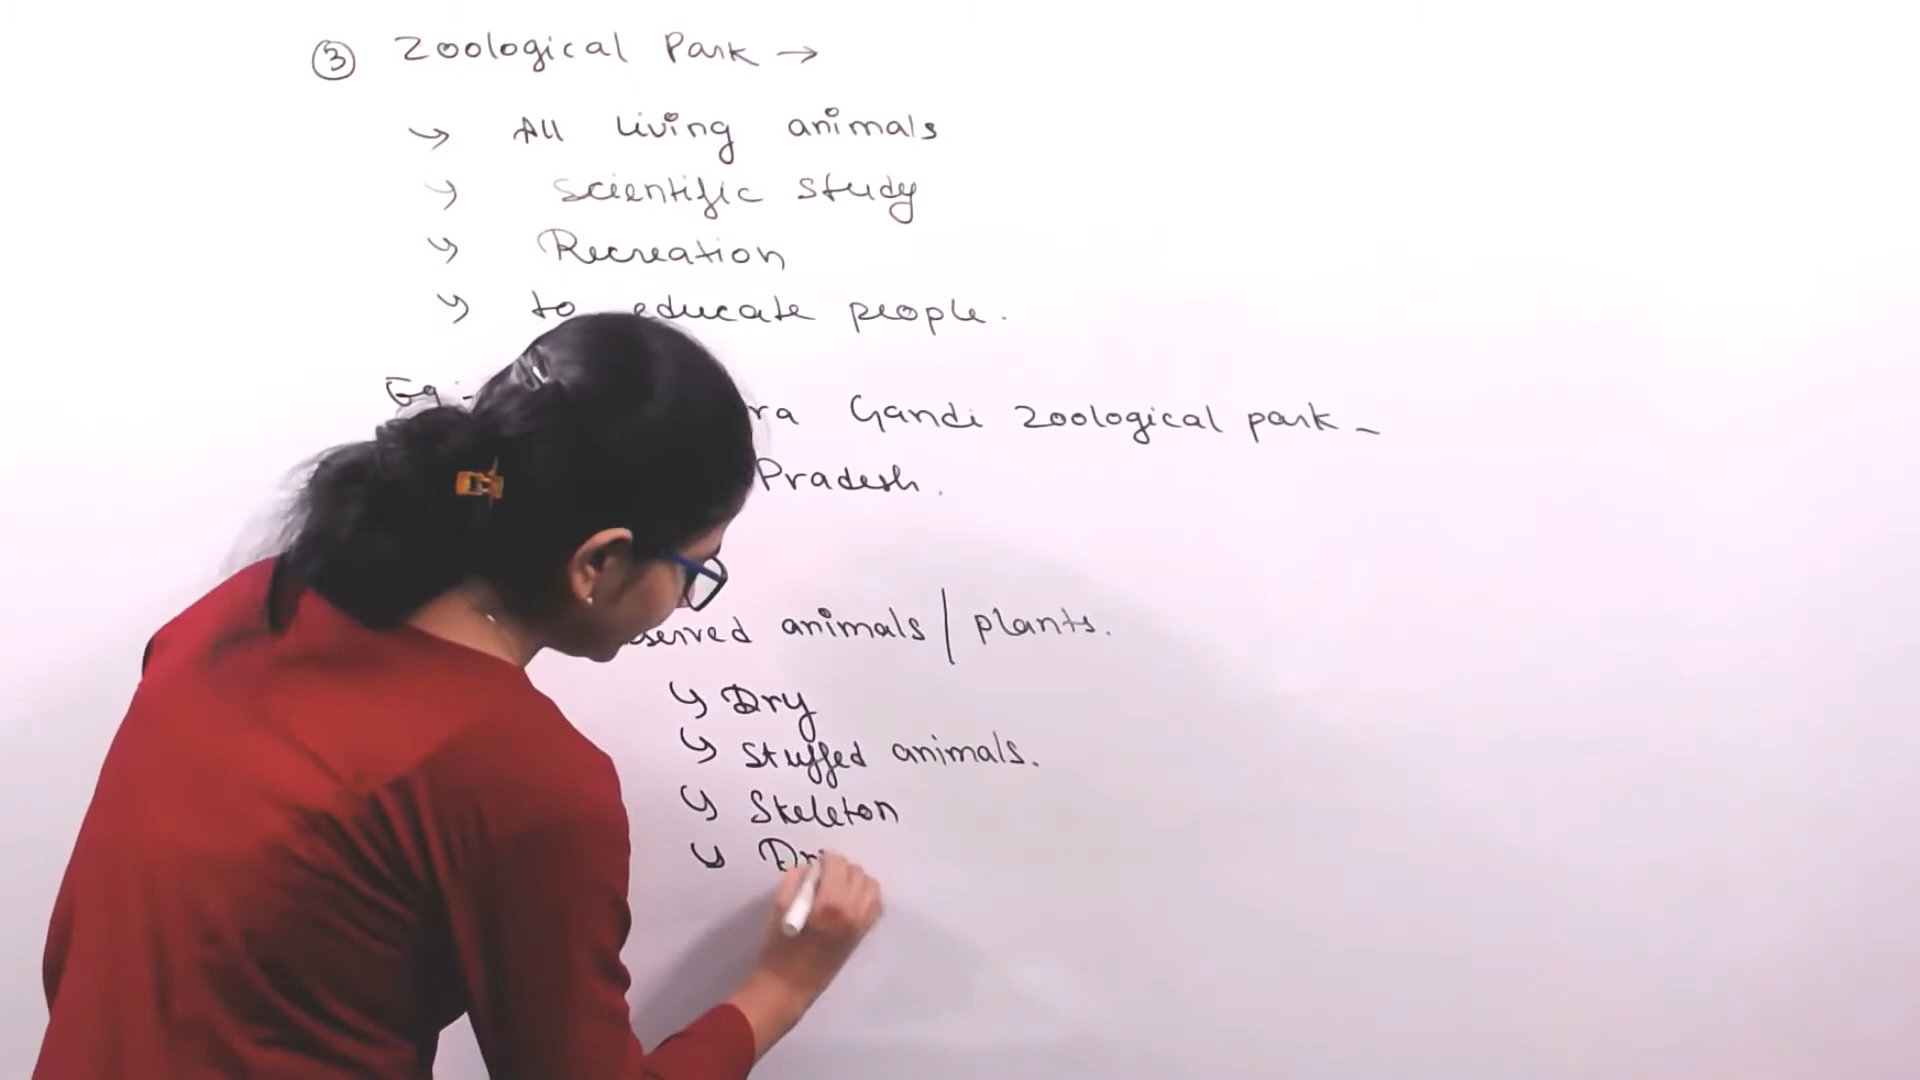 ③ Zoological Park →
↳ All living animals
↳ Scientific study
↳ Recreation
↳ to educate people.
Eg:- Gandi Zoological park -
Pradesh.
animals / plants.
↳ Dry
↳ Stuffed animals.
↳ Skeleton
↳